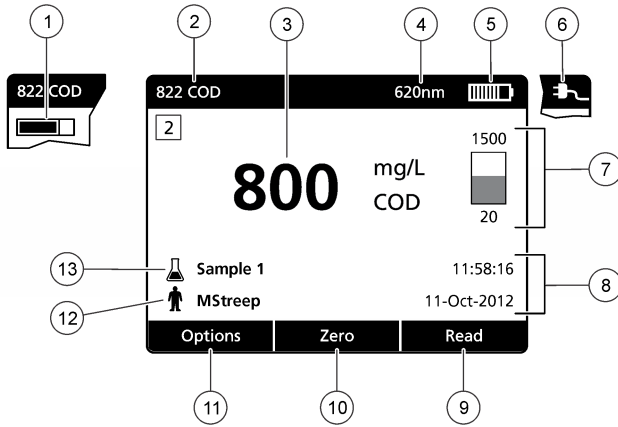 1
2
3
4
5
6
822 COD
822 COD
620nm
2
1500
800
mg/L
COD
20
7
13
Sample 1
11:58:16
8
12
MStreep
11-Oct-2012
Options
Zero
Read
11
10
9